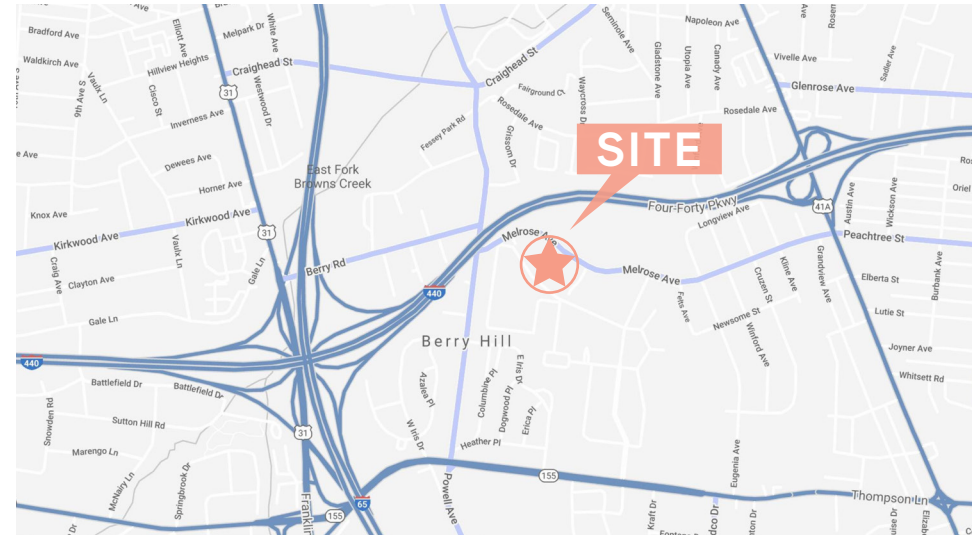 Bradford Ave
Elliott Ave
Melpark Dr
White Ave
Seminole Ave
Napoleon Ave
Waldkirch Ave
Hillview Heights
Craighead St
Craighead St
Gladstone Ave
Utopia Ave
Canady Ave
Vivelle Ave
Sadler Ave
9th Ave S
Vaulx Ln
Cisco St
31
Westwood Dr
Fairground Ct
Waycross Dr
Glenrose Ave
Inverness Ave
Fessey Park Rd
Rosedale Ave
Grissom Dr
Rosedale Ave
SITE
Dewees Ave
East Fork
Browns Creek
Homer Ave
Four-Forty Pkwy
Longview Ave
41A
Austin Ave
Wickson Ave
Oriel
Knox Ave
Kirkwood Ave
Kirkwood Ave
31
Melrose Ave
Peachtree St
Craig Ave
Clayton Ave
Vaulx Ln
Gale Ln
Berry Rd
Melrose Ave
Cruzen St
Kline Ave
Grandview Ave
Elberta St
Burbank Ave
440
Felts Ave
Newsome St
Winford Ave
Lutie St
Gale Ln
Berry Hill
Joyner Ave
440
Battlefield Dr
Battlefield Dr
Azalea Pl
Columbine Pl
E Iris Dr
Dogwood Pl
Erica Pl
Whitsett Rd
Snowden Rd
Sutton Hill Rd
31
W Iris Dr
Heather Pl
Marengo Ln
McNairy Ln
Springbrook Dr
155
Eugenia Ave
Powell Ave
Thompson Ln
65
155
Kraft Dr